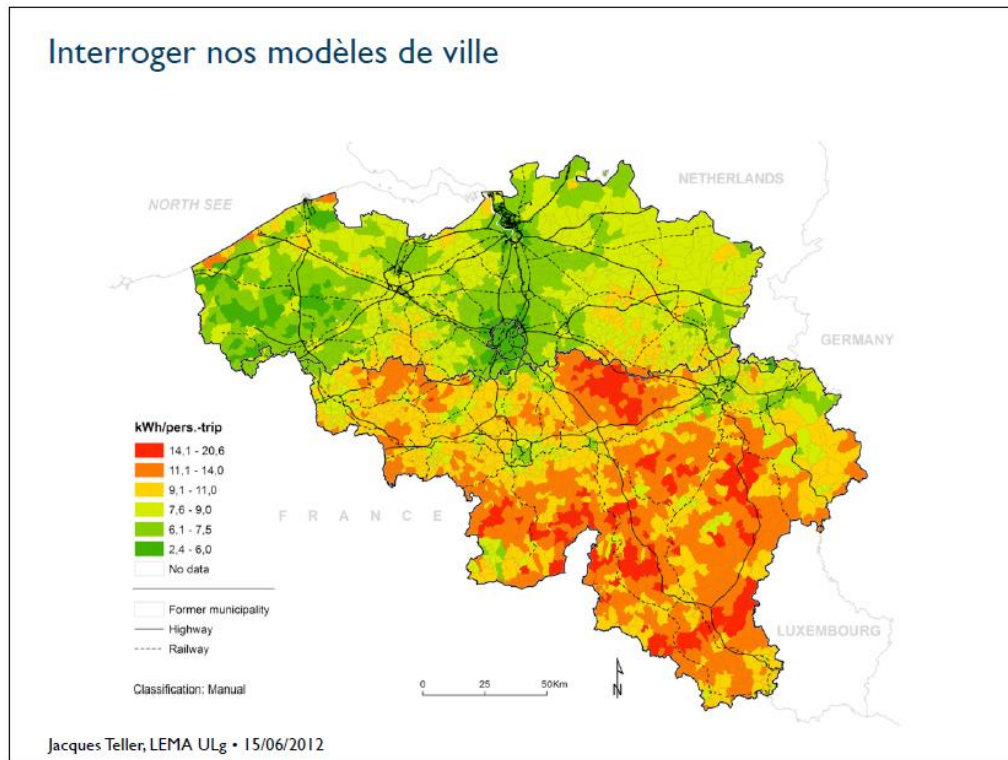 Interroger nos modèles de ville
NETHERLANDS
NORTH SEE
GERMANY
kWh/pers.-trip
14,1 - 20,6
11,1 - 14,0
9,1 - 11,0
7,6 - 9,0
6,1 - 7,5
2,4 - 6,0
No data
FRANCE
Former municipality
Highway
Railway
LUXEMBOURG
Classification: Manual
0 25 50Km
N
Jacques Teller, LEMA ULg • 15/06/2012